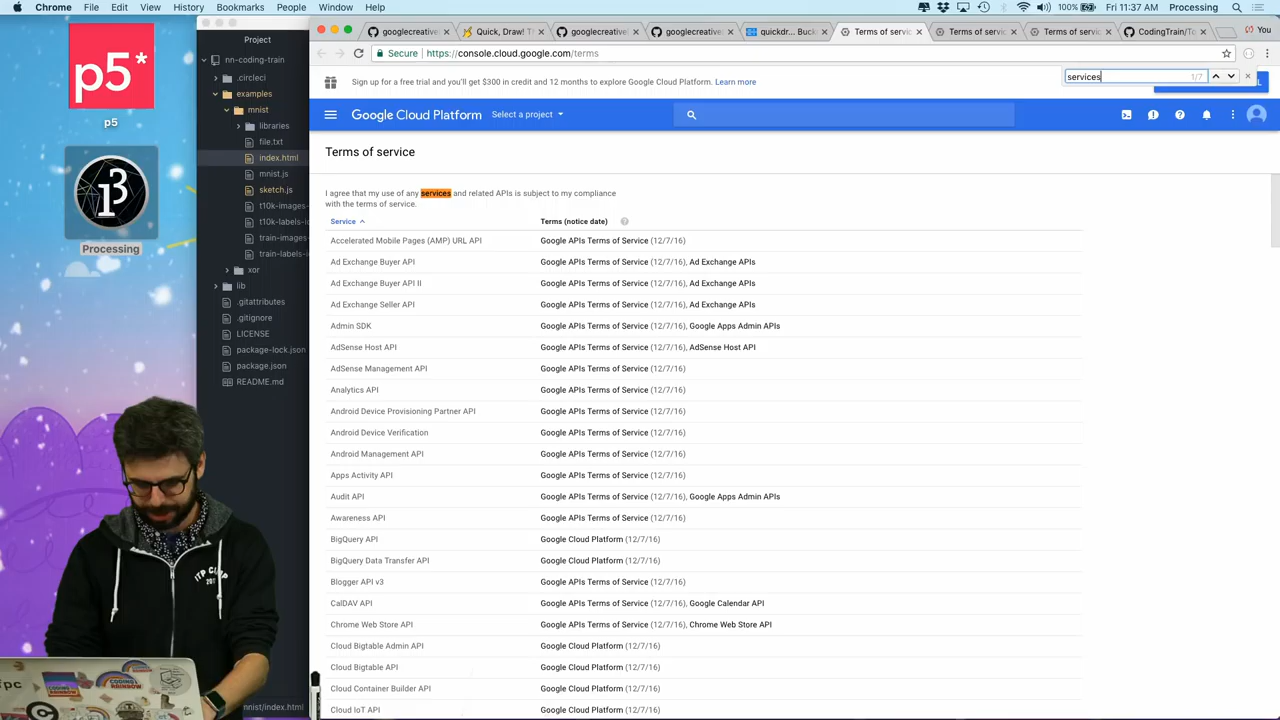 Chrome File Edit View History Bookmarks People Window Help 100% Fri 11:37 AM Processing
Project
nn-coding-train
.circleci
examples
mnist
libraries
file.txt
index.html
mnist.js
sketch.js
t10k-images-
t10k-labels-i
train-images-
train-labels-i
xor
lib
.gitattributes
.gitignore
LICENSE
package-lock.json
package.json
README.md
mnist/index.html
p5*
p5
Processing
ITP CAMP
googlecreative Quick, Draw! googlecreative googlecreative quickdr... Buck Terms of servic Terms of servic CodingTrain/To You
Secure https://console.cloud.google.com/terms
services 1/7
Sign up for a free trial and you'll get $300 in credit and 12 months to explore Google Cloud Platform. Learn more
Google Cloud Platform Select a project
Terms of service
I agree that my use of any services and related APIs is subject to my compliance
with the terms of service.
Service Terms (notice date)
Accelerated Mobile Pages (AMP) URL API Google APIs Terms of Service (12/7/16)
Ad Exchange Buyer API Google APIs Terms of Service (12/7/16), Ad Exchange APIs
Ad Exchange Buyer API II Google APIs Terms of Service (12/7/16), Ad Exchange APIs
Ad Exchange Seller API Google APIs Terms of Service (12/7/16), Ad Exchange APIs
Admin SDK Google APIs Terms of Service (12/7/16), Google Apps Admin APIs
AdSense Host API Google APIs Terms of Service (12/7/16), AdSense Host API
AdSense Management API Google APIs Terms of Service (12/7/16)
Analytics API Google APIs Terms of Service (12/7/16)
Android Device Provisioning Partner API Google APIs Terms of Service (12/7/16)
Android Device Verification Google APIs Terms of Service (12/7/16)
Android Management API Google APIs Terms of Service (12/7/16)
Apps Activity API Google APIs Terms of Service (12/7/16)
Audit API Google APIs Terms of Service (12/7/16), Google Apps Admin APIs
Awareness API Google APIs Terms of Service (12/7/16)
BigQuery API Google Cloud Platform (12/7/16)
BigQuery Data Transfer API Google Cloud Platform (12/7/16)
Blogger API v3 Google APIs Terms of Service (12/7/16)
CalDAV API Google APIs Terms of Service (12/7/16), Google Calendar API
Chrome Web Store API Google APIs Terms of Service (12/7/16), Chrome Web Store API
Cloud Bigtable Admin API Google Cloud Platform (12/7/16)
Cloud Bigtable API Google Cloud Platform (12/7/16)
Cloud Container Builder API Google Cloud Platform (12/7/16)
Cloud IoT API Google Cloud Platform (12/7/16)